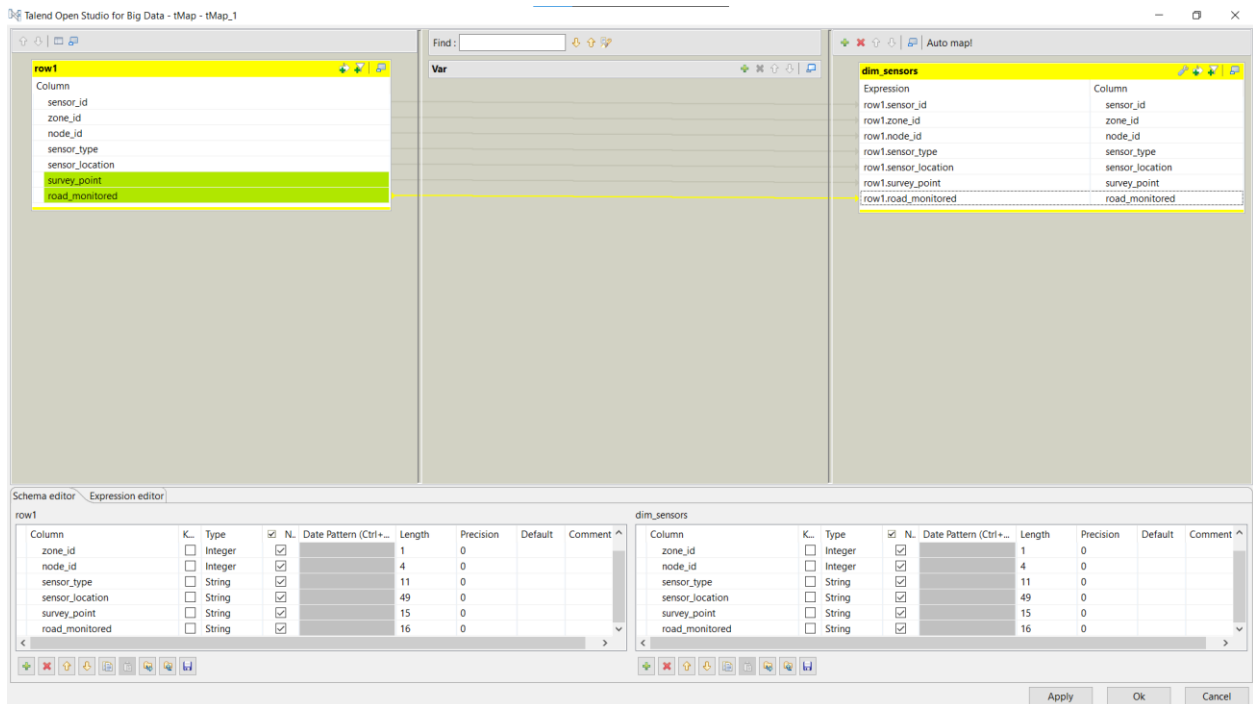 Talend Open Studio for Big Data - tMap - tMap_1
Find :
Auto map!
row1
Column
sensor_id
zone_id
node_id
sensor_type
sensor_location
survey_point
road_monitored
Var
dim_sensors
Expression Column
row1.sensor_id sensor_id
row1.zone_id zone_id
row1.node_id node_id
row1.sensor_type sensor_type
row1.sensor_location sensor_location
row1.survey_point survey_point
row1.road_monitored road_monitored
Schema editor Expression editor
row1
Column K... Type N.. Date Pattern (Ctrl+... Length Precision Default Comment
zone_id Integer 1 0
node_id Integer 4 0
sensor_type String 11 0
sensor_location String 49 0
survey_point String 15 0
road_monitored String 16 0
dim_sensors
Column K... Type N.. Date Pattern (Ctrl+... Length Precision Default Comment
zone_id Integer 1 0
node_id Integer 4 0
sensor_type String 11 0
sensor_location String 49 0
survey_point String 15 0
road_monitored String 16 0
Apply Ok Cancel